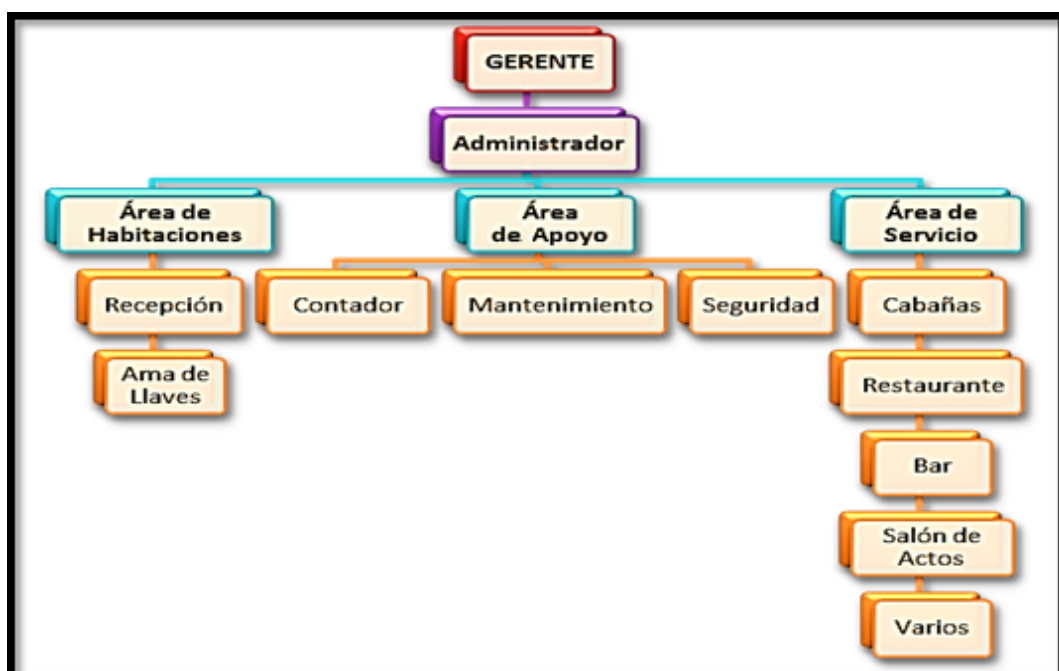 GERENTE
Administrador
Área de
Habitaciones
Área
de Apoyo
Área de
Servicio
Recepción
Contador
Mantenimiento
Seguridad
Cabañas
Ama de
Llaves
Restaurante
Bar
Salón de
Actos
Varios